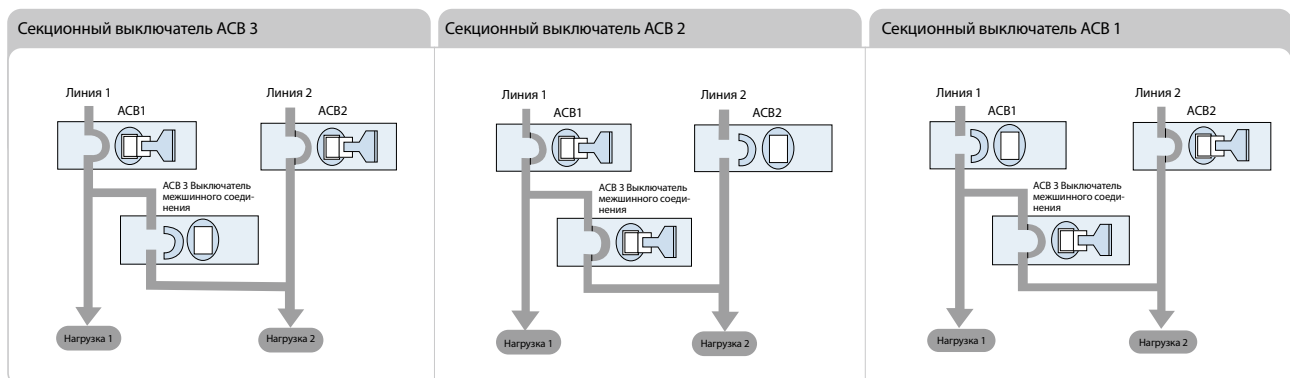 Секционный выключатель ACB 3
Линия 1
Линия 2
ACB1
ACB2
ACB 3 Выключатель
межшинного соеди-
нения
Нагрузка 1
Нагрузка 2
Секционный выключатель ACB 2
Линия 1
Линия 2
ACB1
ACB2
ACB 3 Выключатель
межшинного соеди-
нения
Нагрузка 1
Нагрузка 2
Секционный выключатель ACB 1
Линия 1
Линия 2
ACB1
ACB2
ACB 3 Выключатель
межшинного соеди-
нения
Нагрузка 1
Нагрузка 2